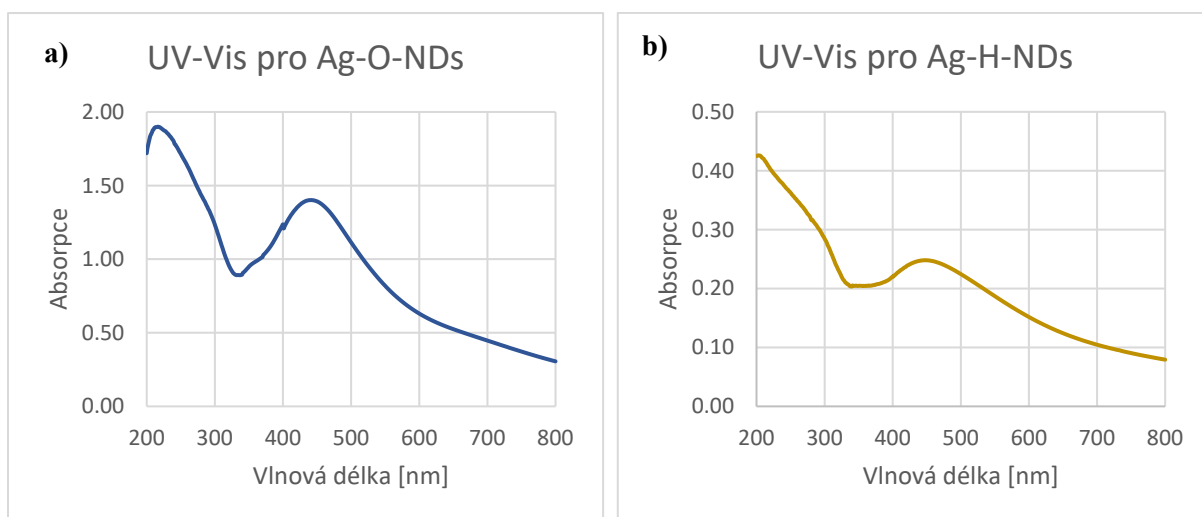 a)
UV-Vis pro Ag-O-NDs
2.00
1.50
1.00
0.50
0.00
Absorpce
200 300 400 500 600 700 800
Vlnová délka [nm]
b)
UV-Vis pro Ag-H-NDs
0.50
0.40
0.30
0.20
0.10
0.00
Absorpce
200 300 400 500 600 700 800
Vlnová délka [nm]